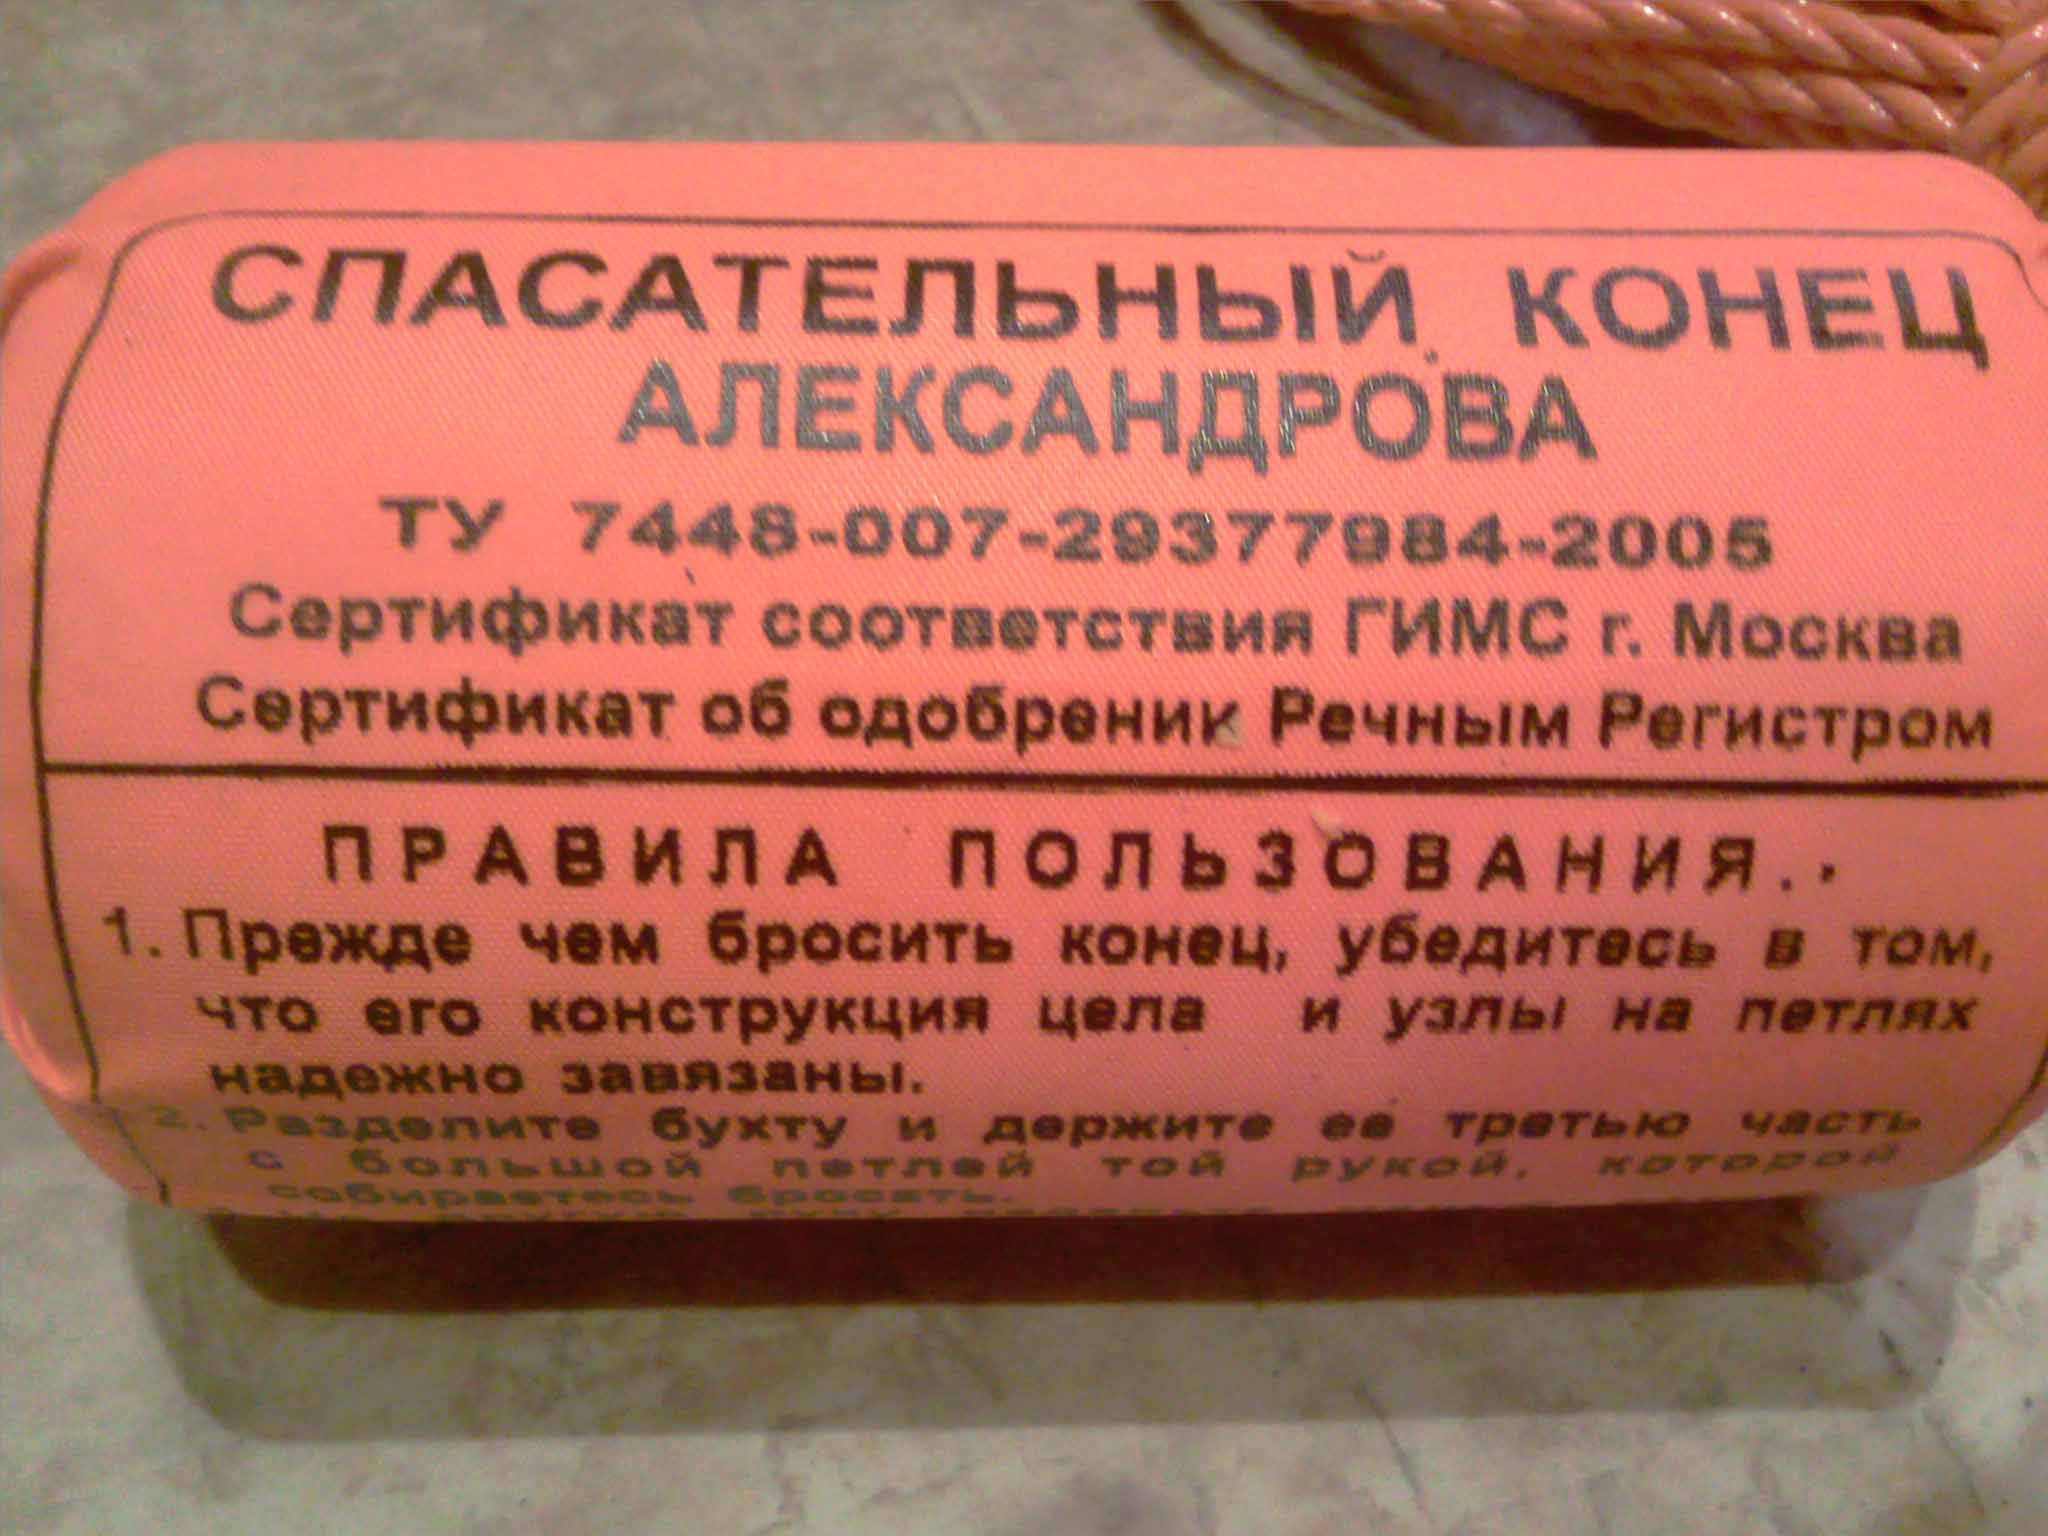 СПАСАТЕЛЬНЫЙ КОНЕЦ
АЛЕКСАНДРОВА
ТУ 7448-007-29377984-2005
Сертификат соответствия ГИМС г. Москва
Сертификат об одобрении Речным Регистром
ПРАВИЛА ПОЛЬЗОВАНИЯ.
1. Прежде чем бросить конец, убедитесь в том,
что его конструкция цела и узлы на петлях
надежно завязаны.
2. Разделите бухту и держите ее третью часть
с большой петлей той рукой, которой
собираетесь бросать.